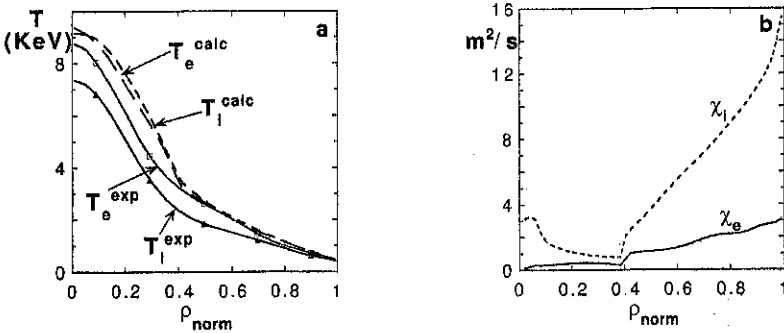 T
(KeV)
8
4
0
a
T_e^calc
T_i^calc
T_e^exp
T_i^exp
0 0.2 0.4 0.6 0.8 1
ρ_norm
16
m²/s
12
8
4
0
b
χ_i
χ_e
0 0.2 0.4 0.6 0.8 1
ρ_norm